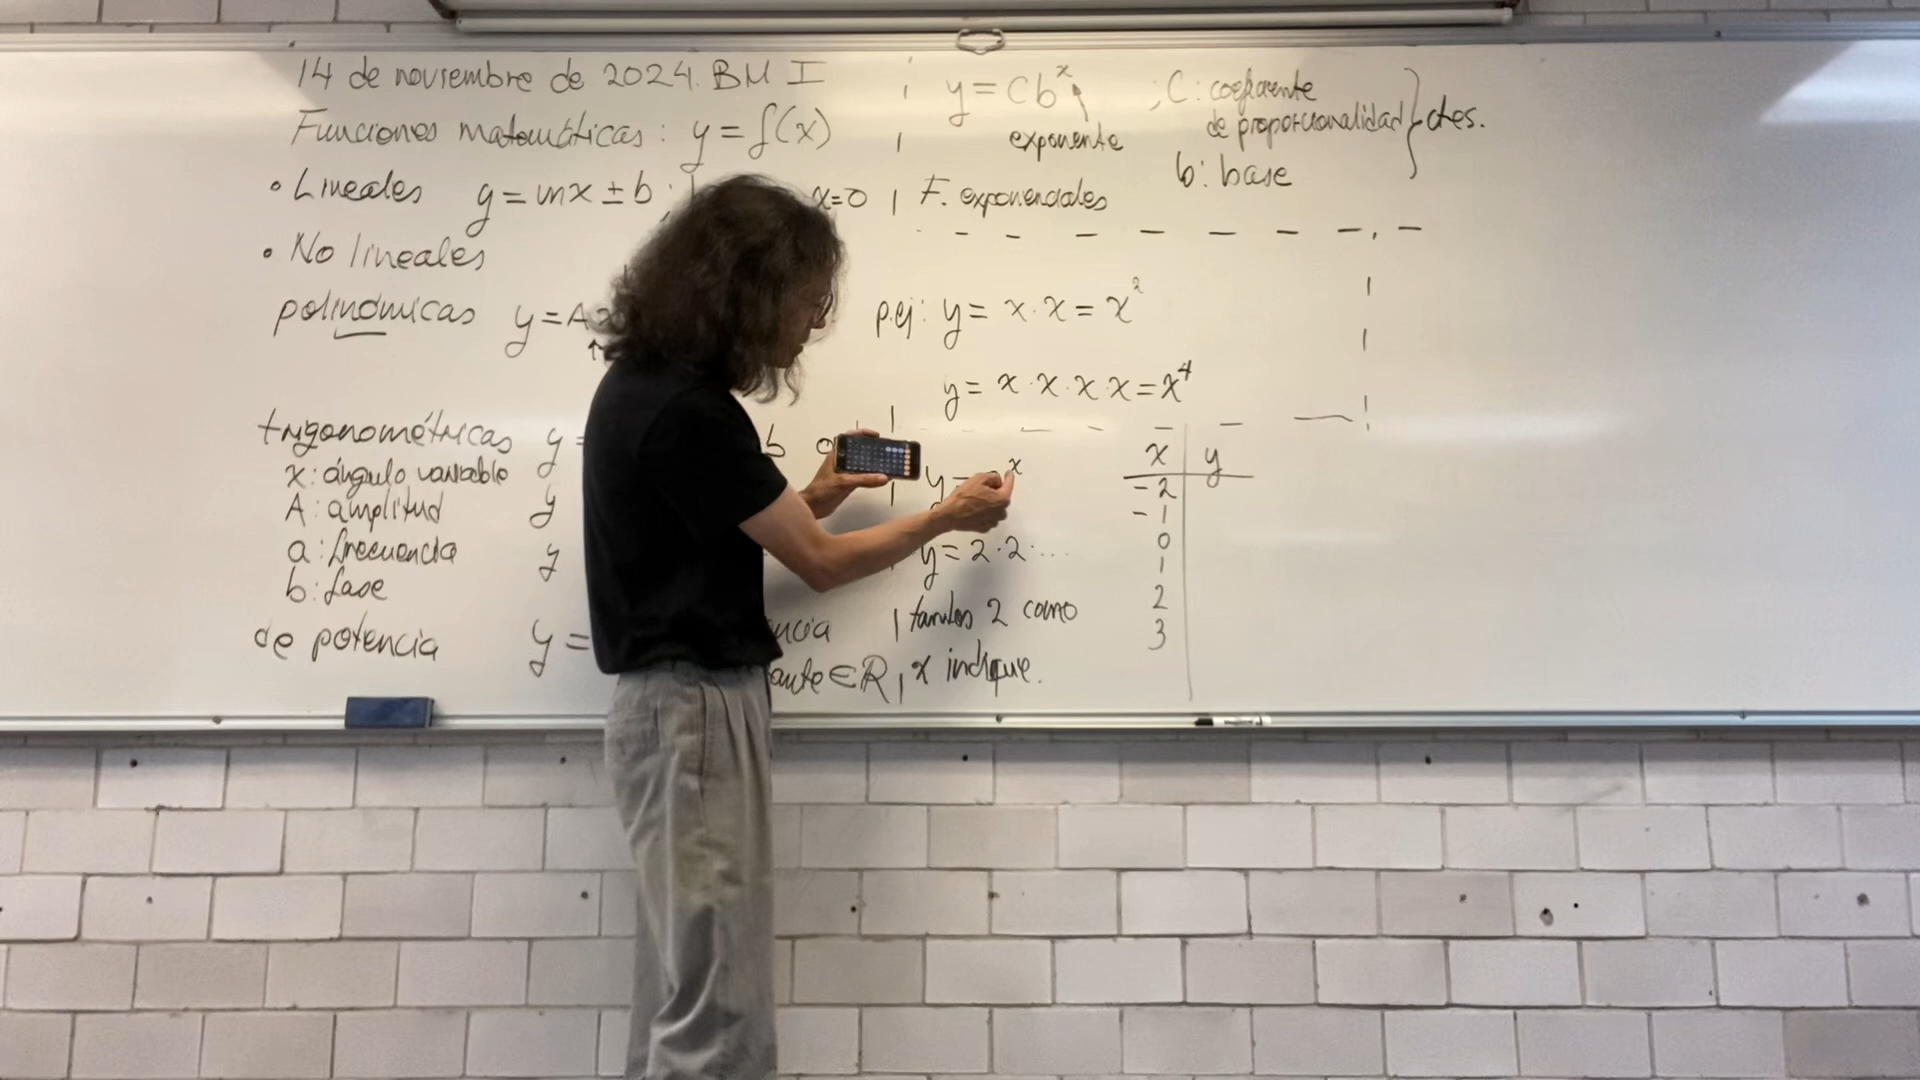 14 de noviembre de 2024. BM I
Funciones matemáticas: y = f(x)
• Lineales y = mx ± b ; x=0
• No lineales
polinómicas y = Ax
trigonométricas y = b
x: ángulo variable
A: amplitud y
a: frecuencia y
b: fase
de potencia y =
∈ R
y = Cb^x
exponente
; C: coeficiente
de proporcionalidad
b: base
} ctes.
F. exponenciales
p.ej: y = x·x = x²
y = x·x·x·x = x⁴
y = x
y = 2·2·...
tantos 2 como
x indique.
x y
-2
-1
0
1
2
3